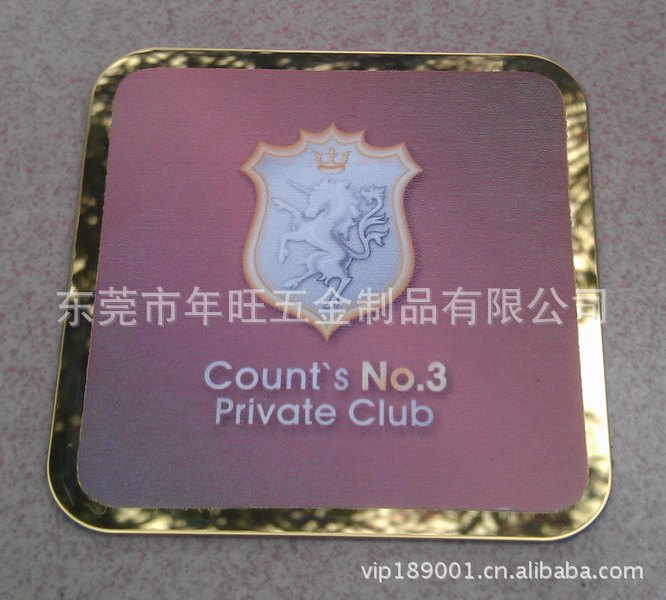 东莞市年旺五金制品有限公司
Count`s No.3
Private Club
vip189001.cn.alibaba.com